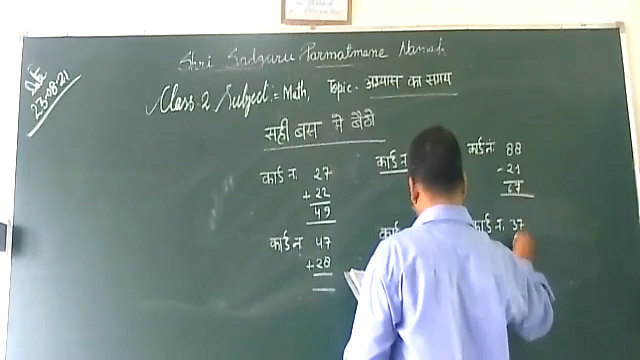 Shri Sadguru Parmatmane Namah
Date
23-08-21
Class-2 Subject:= Math, Topic- अभ्यास का समय
सही बस में बैठो
कार्ड न. 27
+ 22
49
कार्ड न
कार्ड नं. 88
- 21
67
कार्ड न 47
+ 28
कार्ड न. 37